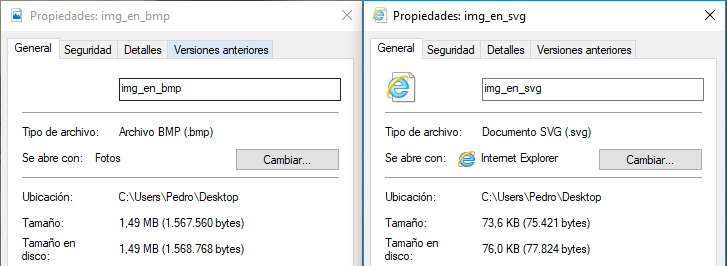 Propiedades: img_en_bmp
General Seguridad Detalles Versiones anteriores
img_en_bmp
Tipo de archivo: Archivo BMP (.bmp)
Se abre con: Fotos Cambiar...
Ubicación: C:\Users\Pedro\Desktop
Tamaño: 1,49 MB (1.567.560 bytes)
Tamaño en disco: 1,49 MB (1.568.768 bytes)
Propiedades: img_en_svg
General Seguridad Detalles Versiones anteriores
img_en_svg
Tipo de archivo: Documento SVG (.svg)
Se abre con: Internet Explorer Cambiar...
Ubicación: C:\Users\Pedro\Desktop
Tamaño: 73,6 KB (75.421 bytes)
Tamaño en disco: 76,0 KB (77.824 bytes)